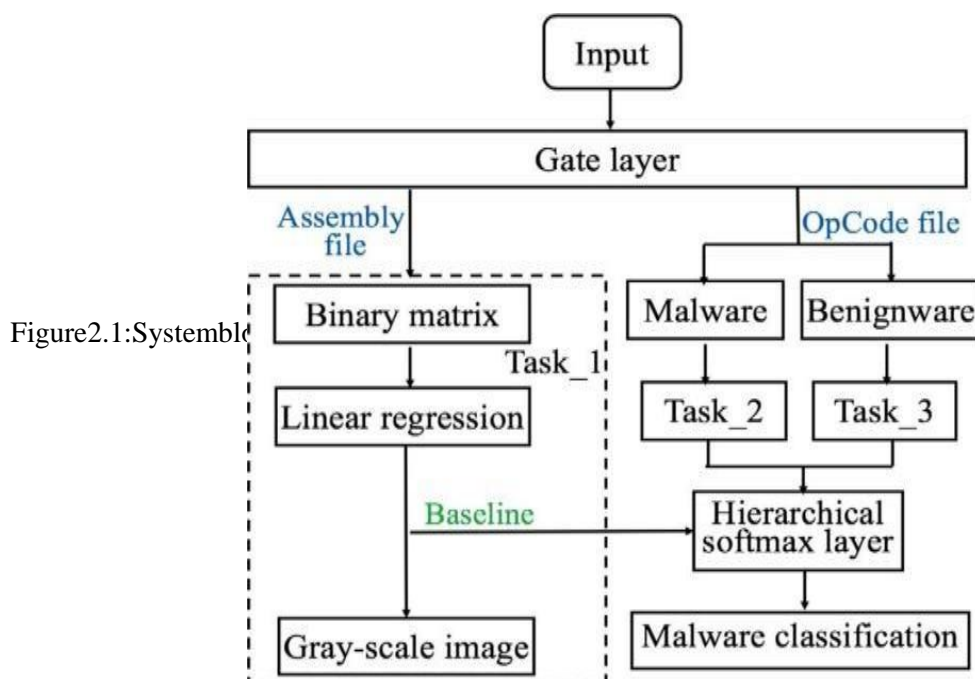 Input
Gate layer
Assembly
file
OpCode file
Binary matrix
Malware
Benignware
Figure2.1:Systemblo
Task_1
Linear regression
Task_2
Task_3
Baseline
Hierarchical
softmax layer
Gray-scale image
Malware classification